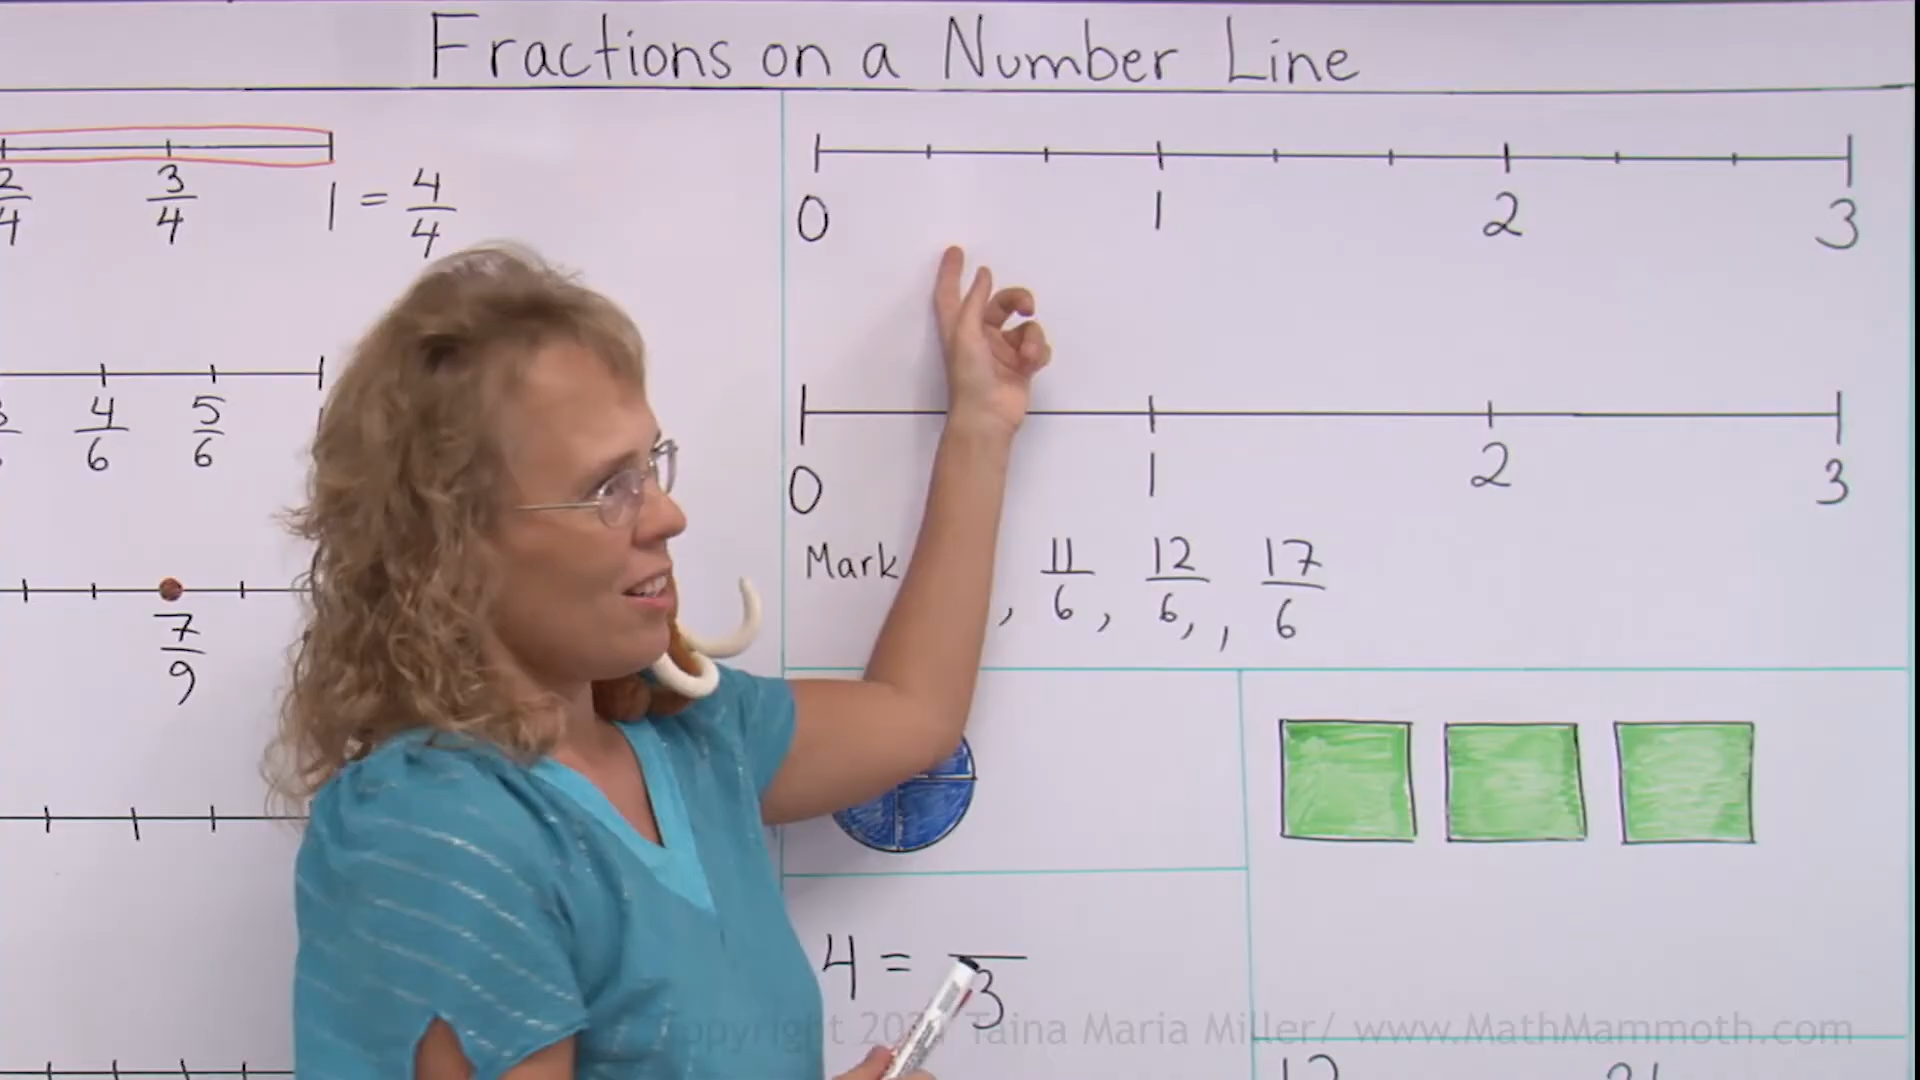 Fractions on a Number Line
2/4 3/4 1 = 4/4
0 1 2 3
4/6 5/6
0 1 2 3
Mark , 11/6, 12/6, , 17/6
7/9
4 = /3
Copyright 20 Taina Maria Miller/ www.MathMammoth.com